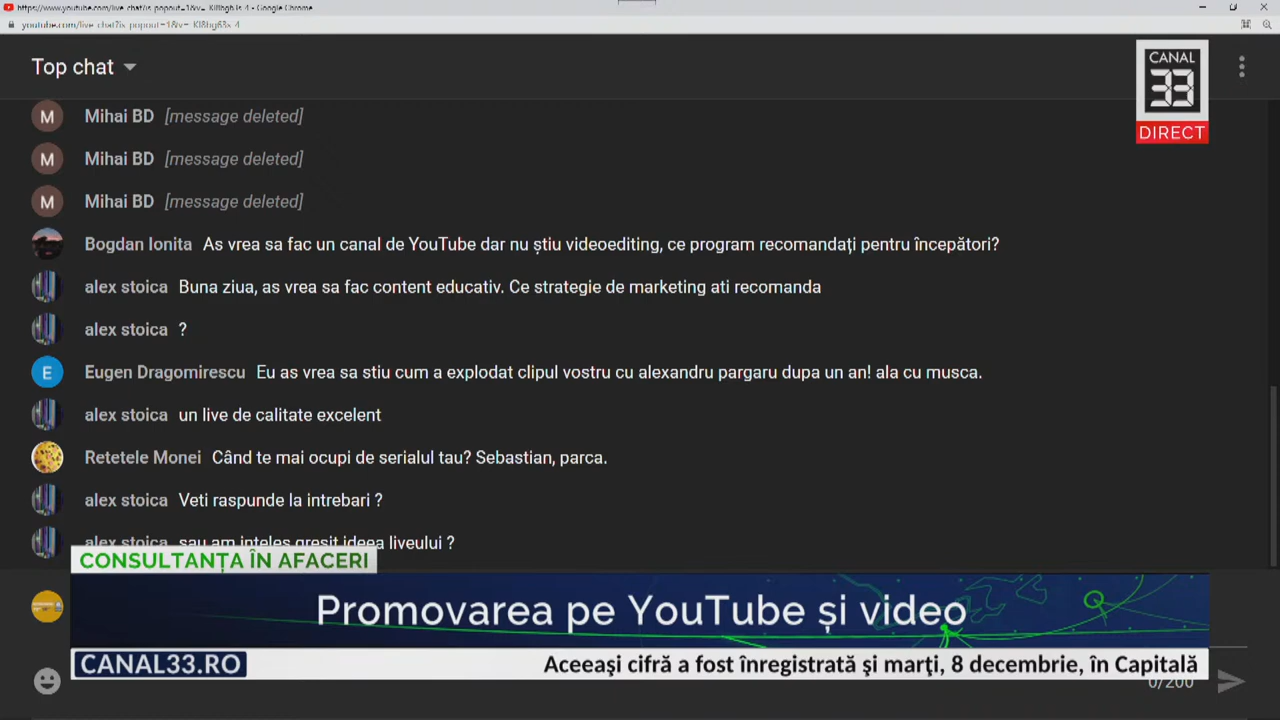 https://www.youtube.com/live_chat?is_popout=1&v=_Kl8bg63s_4 - Google Chrome
youtube.com/live_chat?is_popout=1&v=_Kl8bg63s_4
Top chat
CANAL
33
DIRECT
M Mihai BD [message deleted]
M Mihai BD [message deleted]
M Mihai BD [message deleted]
Bogdan Ionita As vrea sa fac un canal de YouTube dar nu știu videoediting, ce program recomandați pentru începători?
alex stoica Buna ziua, as vrea sa fac content educativ. Ce strategie de marketing ati recomanda
alex stoica ?
E Eugen Dragomirescu Eu as vrea sa stiu cum a explodat clipul vostru cu alexandru pargaru dupa un an! ala cu musca.
alex stoica un live de calitate excelent
Retetele Monei Când te mai ocupi de serialul tau? Sebastian, parca.
alex stoica Veti raspunde la intrebari ?
alex stoica sau am inteles gresit ideea liveului ?
CONSULTANȚA ÎN AFACERI
Promovarea pe YouTube și video
CANAL33.RO Aceeaşi cifră a fost înregistrată şi marţi, 8 decembrie, în Capitală
0/200